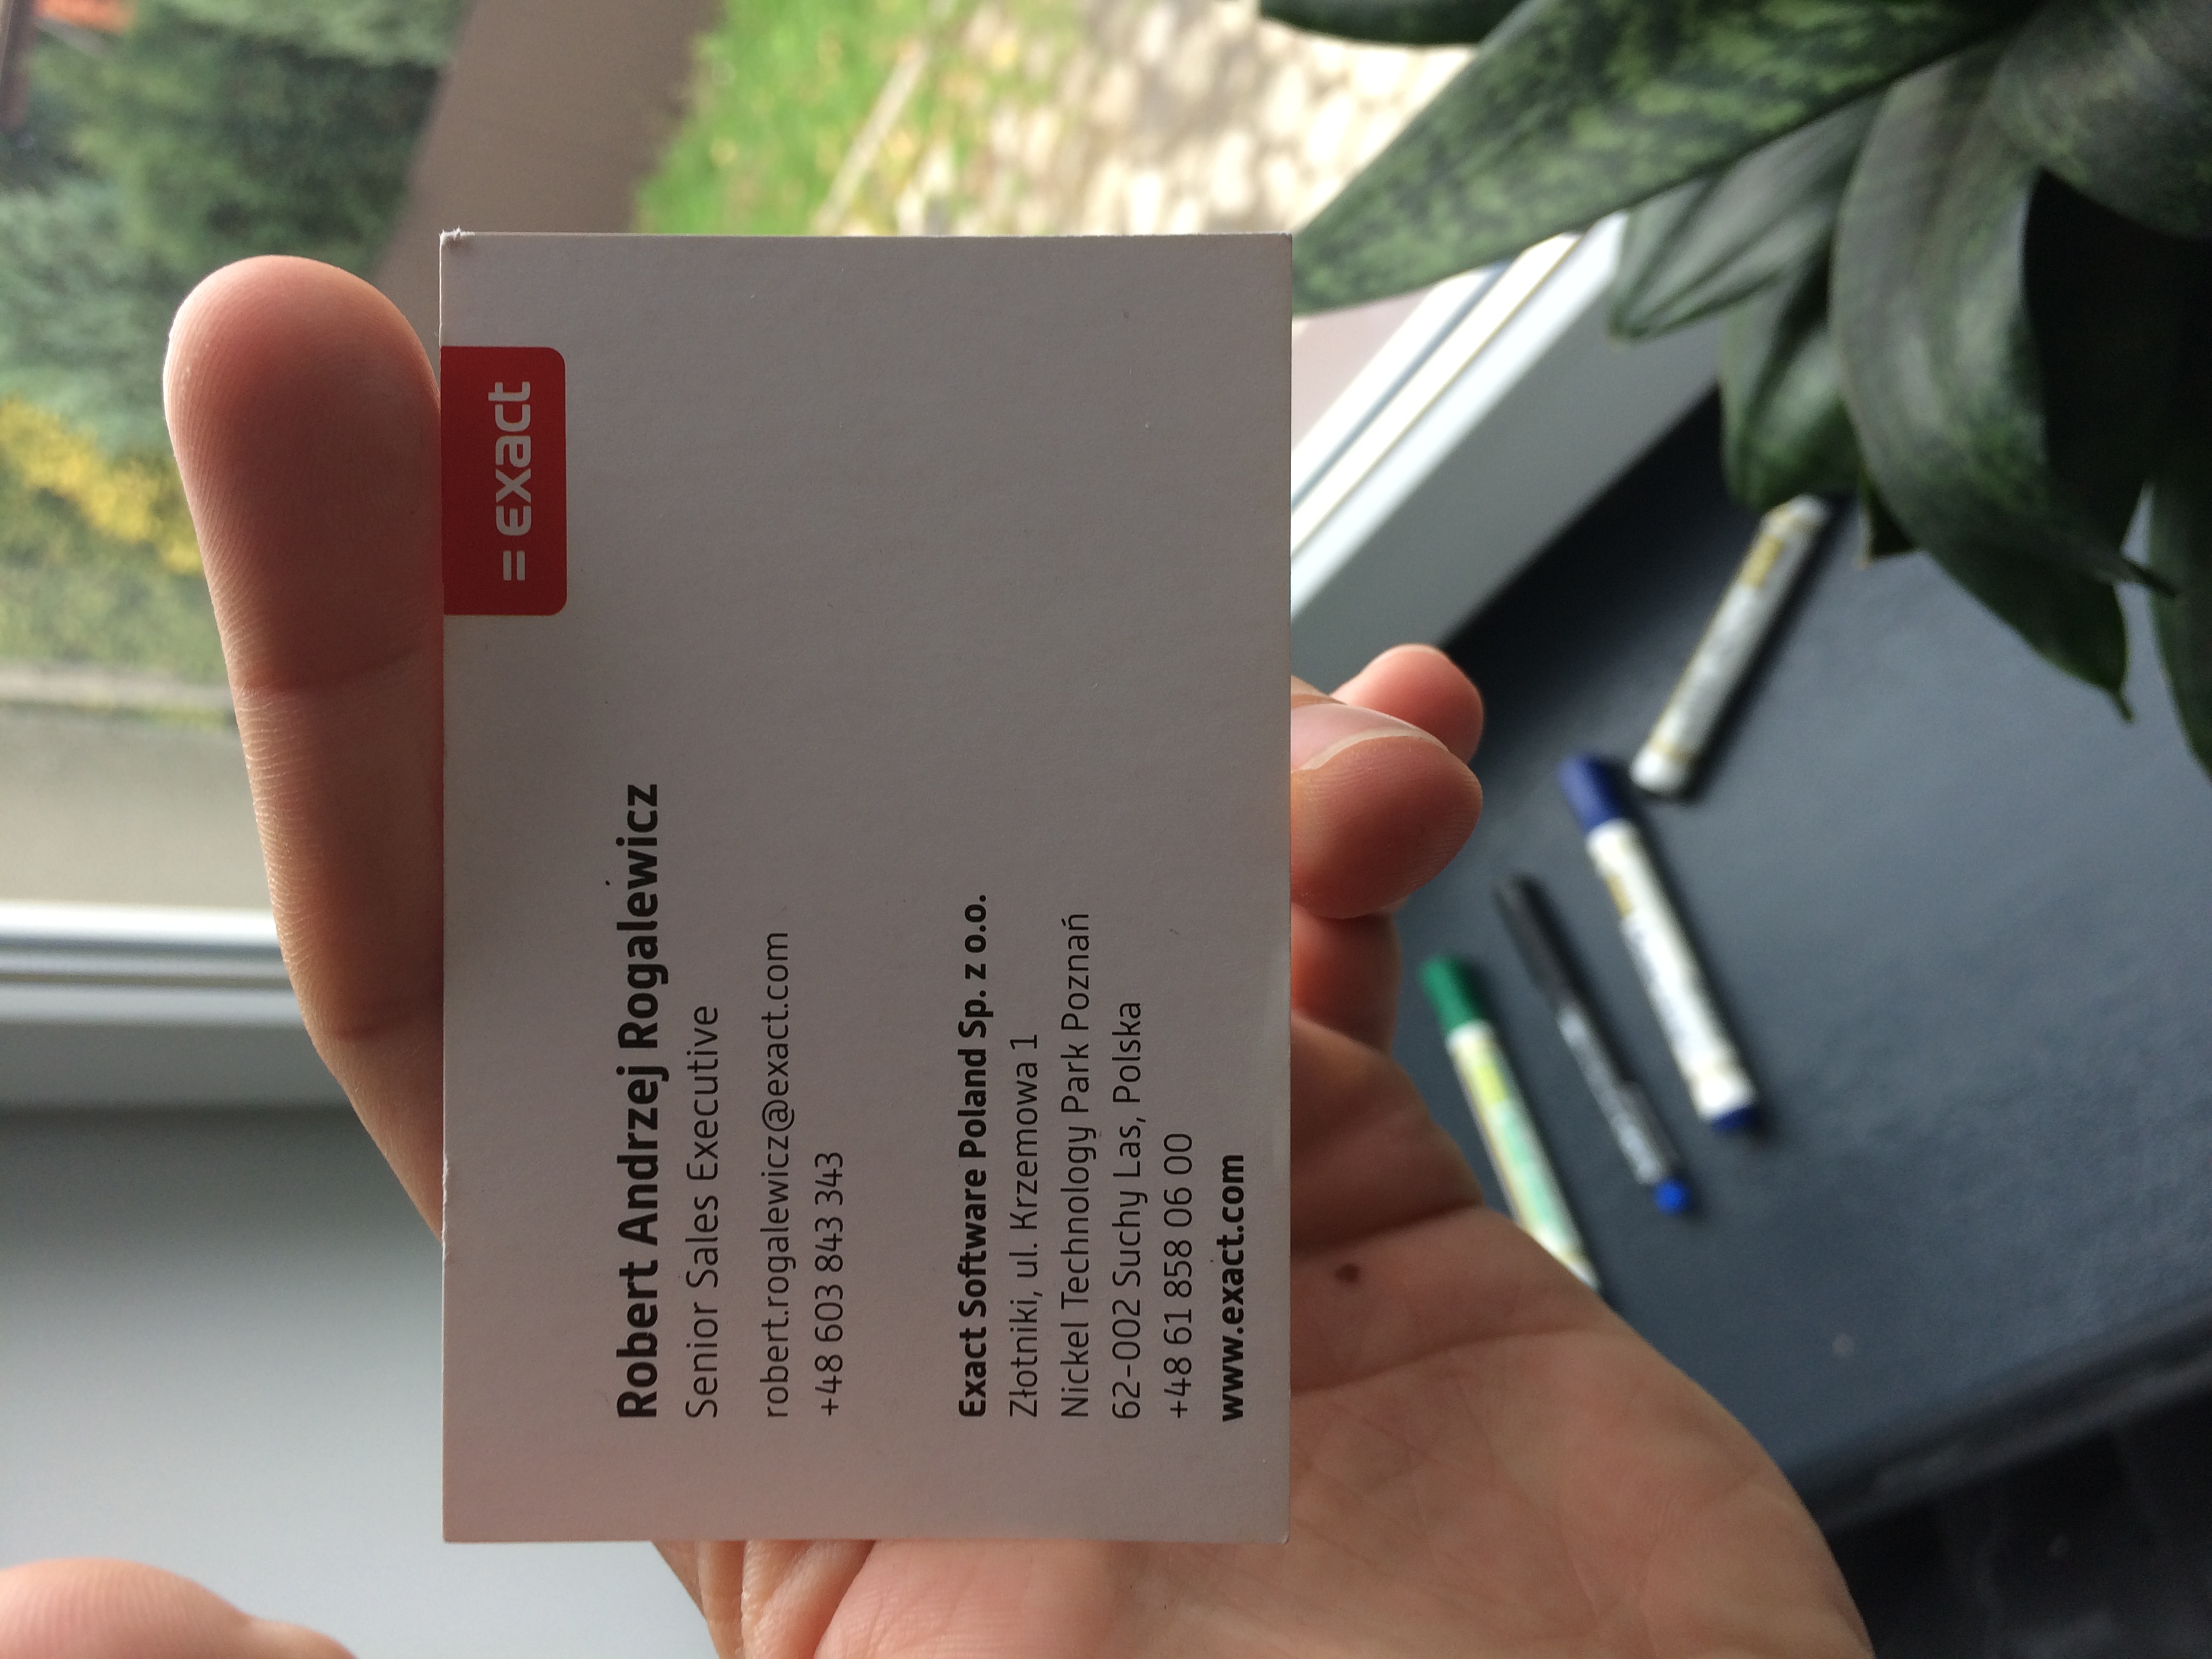 = exact
Robert Andrzej Rogalewicz
Senior Sales Executive
robert.rogalewicz@exact.com
+48 603 843 343
Exact Software Poland Sp. z o.o.
Złotniki, ul. Krzemowa 1
Nickel Technology Park Poznań
62-002 Suchy Las, Polska
+48 61 858 06 00
www.exact.com